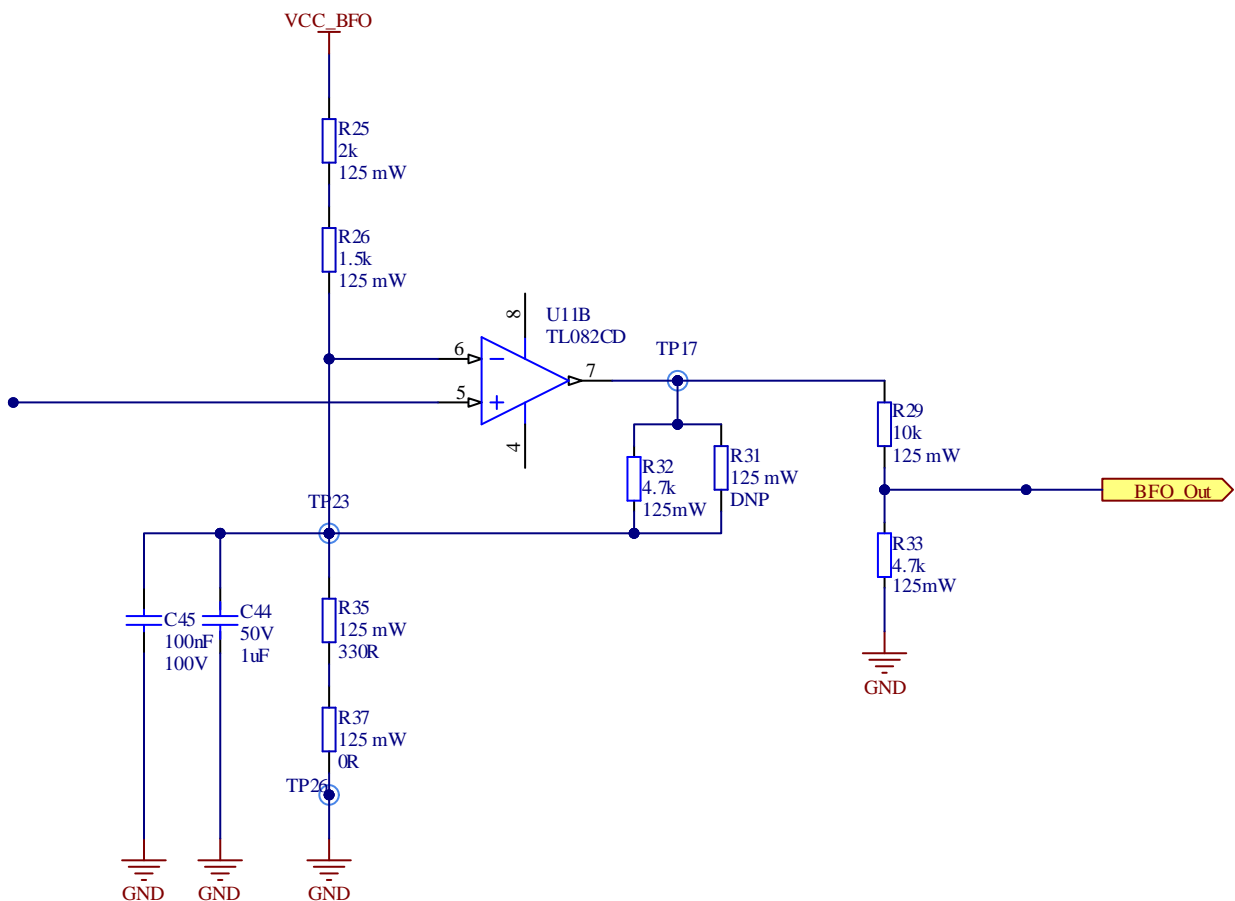 VCC_BFO
R25
2k
125 mW
R26
1.5k
125 mW
8
U11B
TL082CD
6
5
7
4
TP17
R29
10k
125 mW
R32
4.7k
125mW
R31
125 mW
DNP
BFO_Out
TP23
R33
4.7k
125mW
GND
C45
100nF
100V
C44
50V
1uF
R35
125 mW
330R
R37
125 mW
0R
TP26
GND
GND
GND